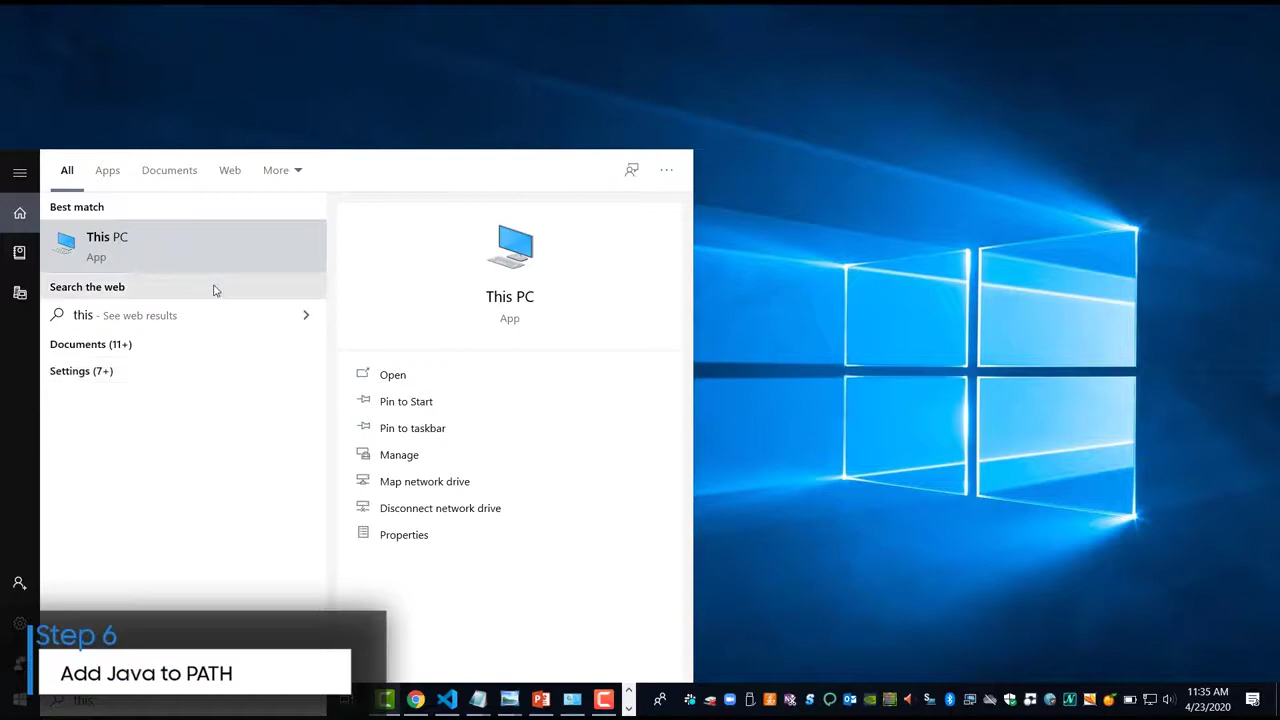 All Apps Documents Web More
Best match
This PC
App
Search the web
this - See web results
Documents (11+)
Settings (7+)
This PC
App
Open
Pin to Start
Pin to taskbar
Manage
Map network drive
Disconnect network drive
Properties
Step 6
Add Java to PATH
this
11:35 AM
4/23/2020